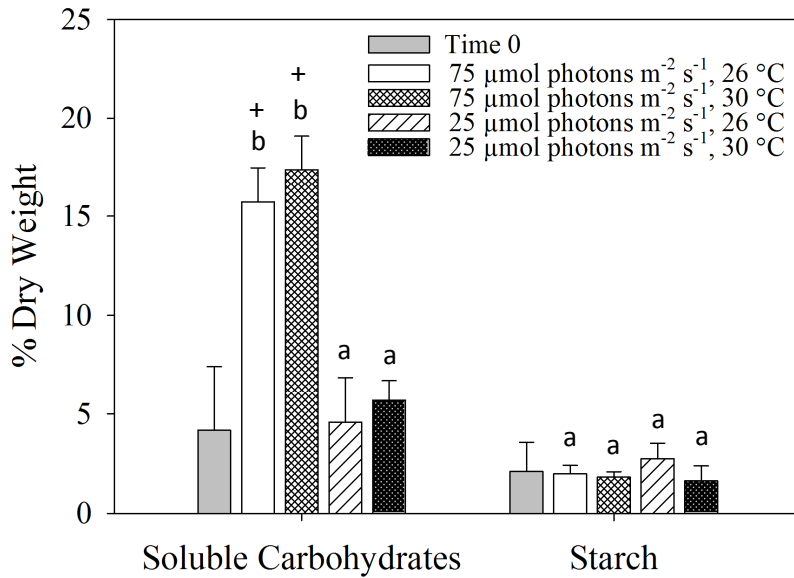 25
20
15
10
5
0
% Dry Weight
Time 0
75 µmol photons m-2 s-1, 26 °C
75 µmol photons m-2 s-1, 30 °C
25 µmol photons m-2 s-1, 26 °C
25 µmol photons m-2 s-1, 30 °C
+
b
+
b
a
a
a
a
a
a
Soluble Carbohydrates
Starch